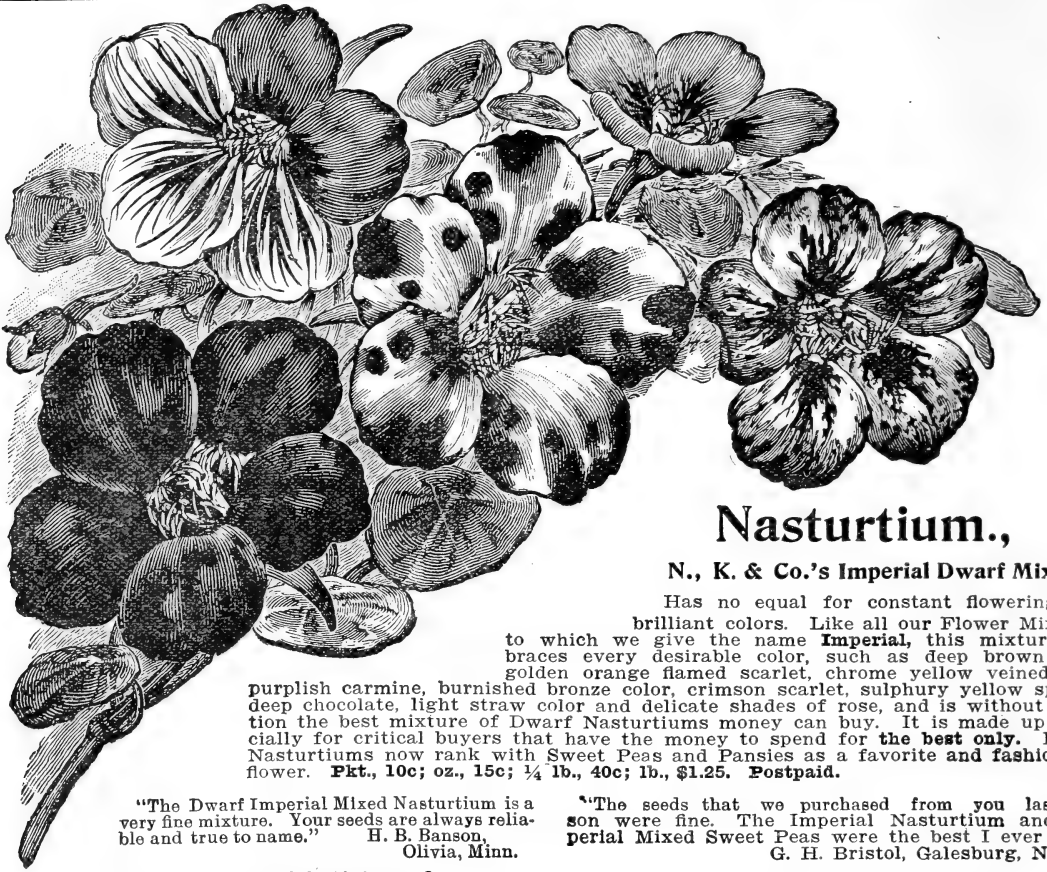 Nasturtium.,
N., K. & Co.'s Imperial Dwarf Mix
Has no equal for constant flowering
brilliant colors. Like all our Flower Mi
to which we give the name Imperial, this mixtur
braces every desirable color, such as deep brown
golden orange flamed scarlet, chrome yellow veined
purplish carmine, burnished bronze color, crimson scarlet, sulphury yellow s
deep chocolate, light straw color and delicate shades of rose, and is without
tion the best mixture of Dwarf Nasturtiums money can buy. It is made up
cially for critical buyers that have the money to spend for the best only.
Nasturtiums now rank with Sweet Peas and Pansies as a favorite and fashio
flower. Pkt., 10c; oz., 15c; ¼ lb., 40c; lb., $1.25. Postpaid.
"The Dwarf Imperial Mixed Nasturtium is a
very fine mixture. Your seeds are always relia-
ble and true to name." H. B. Banson,
Olivia, Minn.
"The seeds that we purchased from you las
son were fine. The Imperial Nasturtium and
perial Mixed Sweet Peas were the best I ever
G. H. Bristol, Galesburg, N